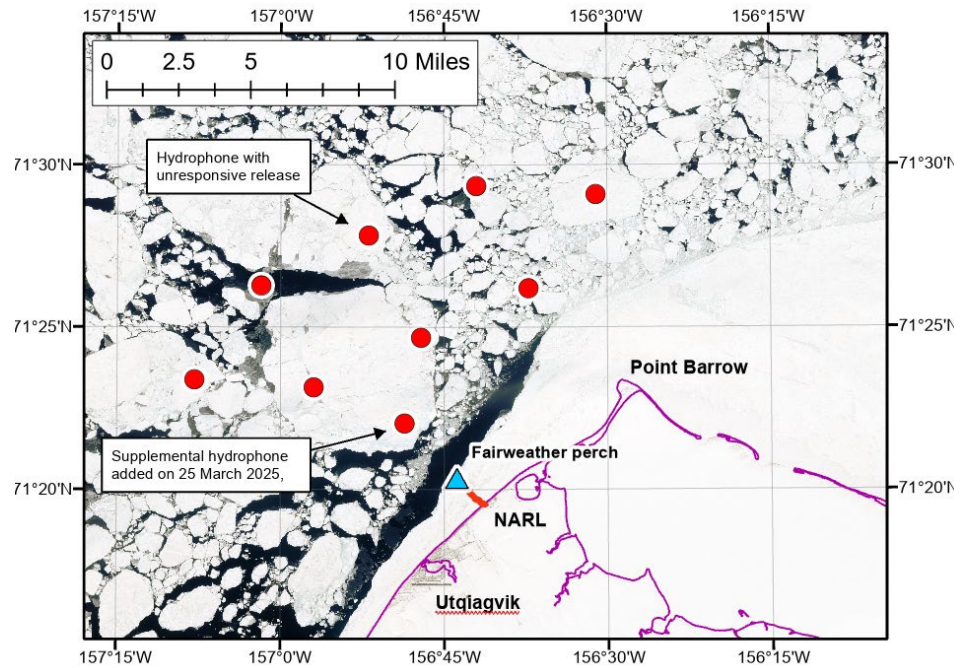 157°15'W 157°0'W 156°45'W 156°30'W 156°15'W
0 2.5 5 10 Miles
71°30'N 71°30'N
Hydrophone with
unresponsive release
71°25'N 71°25'N
Point Barrow
Supplemental hydrophone
added on 25 March 2025,
Fairweather perch
71°20'N 71°20'N
NARL
Utqiagvik
157°15'W 157°0'W 156°45'W 156°30'W 156°15'W